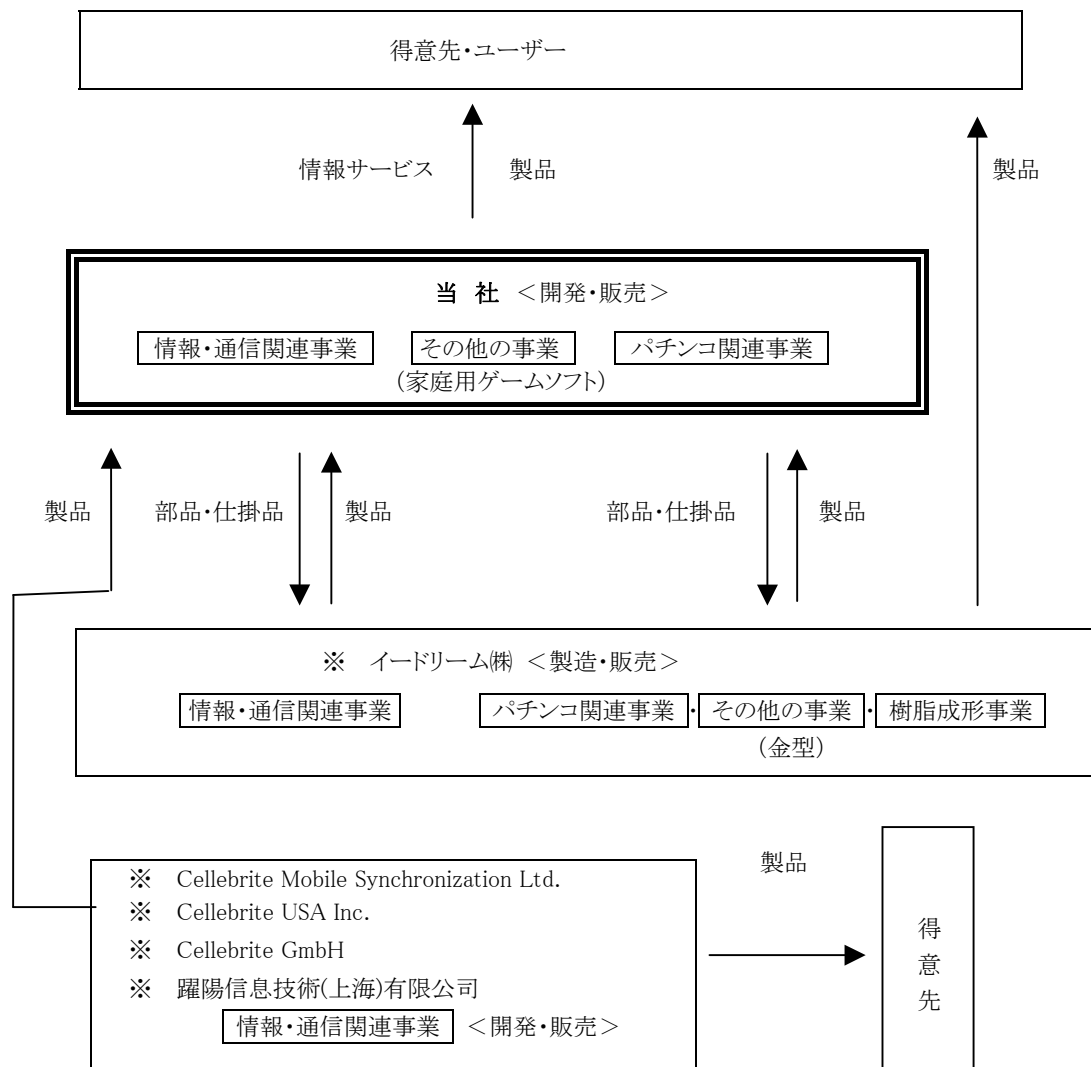 得意先・ユーザー
情報サービス 製品 製品
当 社 ＜開発・販売＞
情報・通信関連事業 その他の事業 パチンコ関連事業
(家庭用ゲームソフト)
製品 部品・仕掛品 製品 部品・仕掛品 製品
※ イードリーム㈱ ＜製造・販売＞
情報・通信関連事業 パチンコ関連事業・その他の事業・樹脂成形事業
(金型)
製品
※ Cellebrite Mobile Synchronization Ltd.
※ Cellebrite USA Inc.
※ Cellebrite GmbH
※ 躍陽信息技術(上海)有限公司
情報・通信関連事業 ＜開発・販売＞
得意先